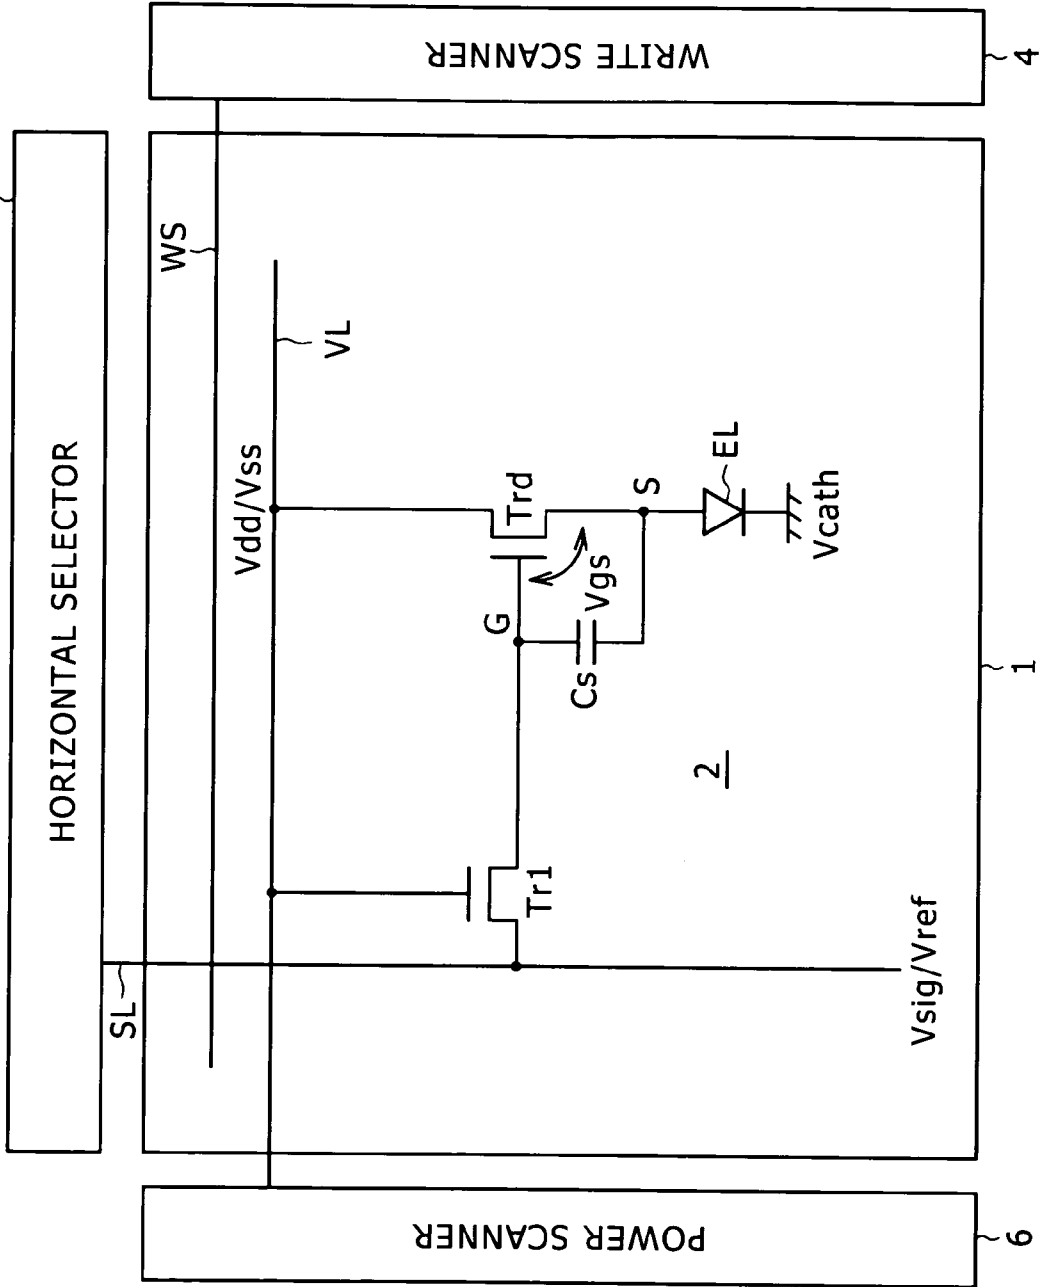 HORIZONTAL SELECTOR
SL
WS
Vdd/Vss
VL
POWER SCANNER
WRITE SCANNER
G
Trd
Tr1
Cs
Vgs
S
2
EL
Vcath
Vsig/Vref
6
1
4